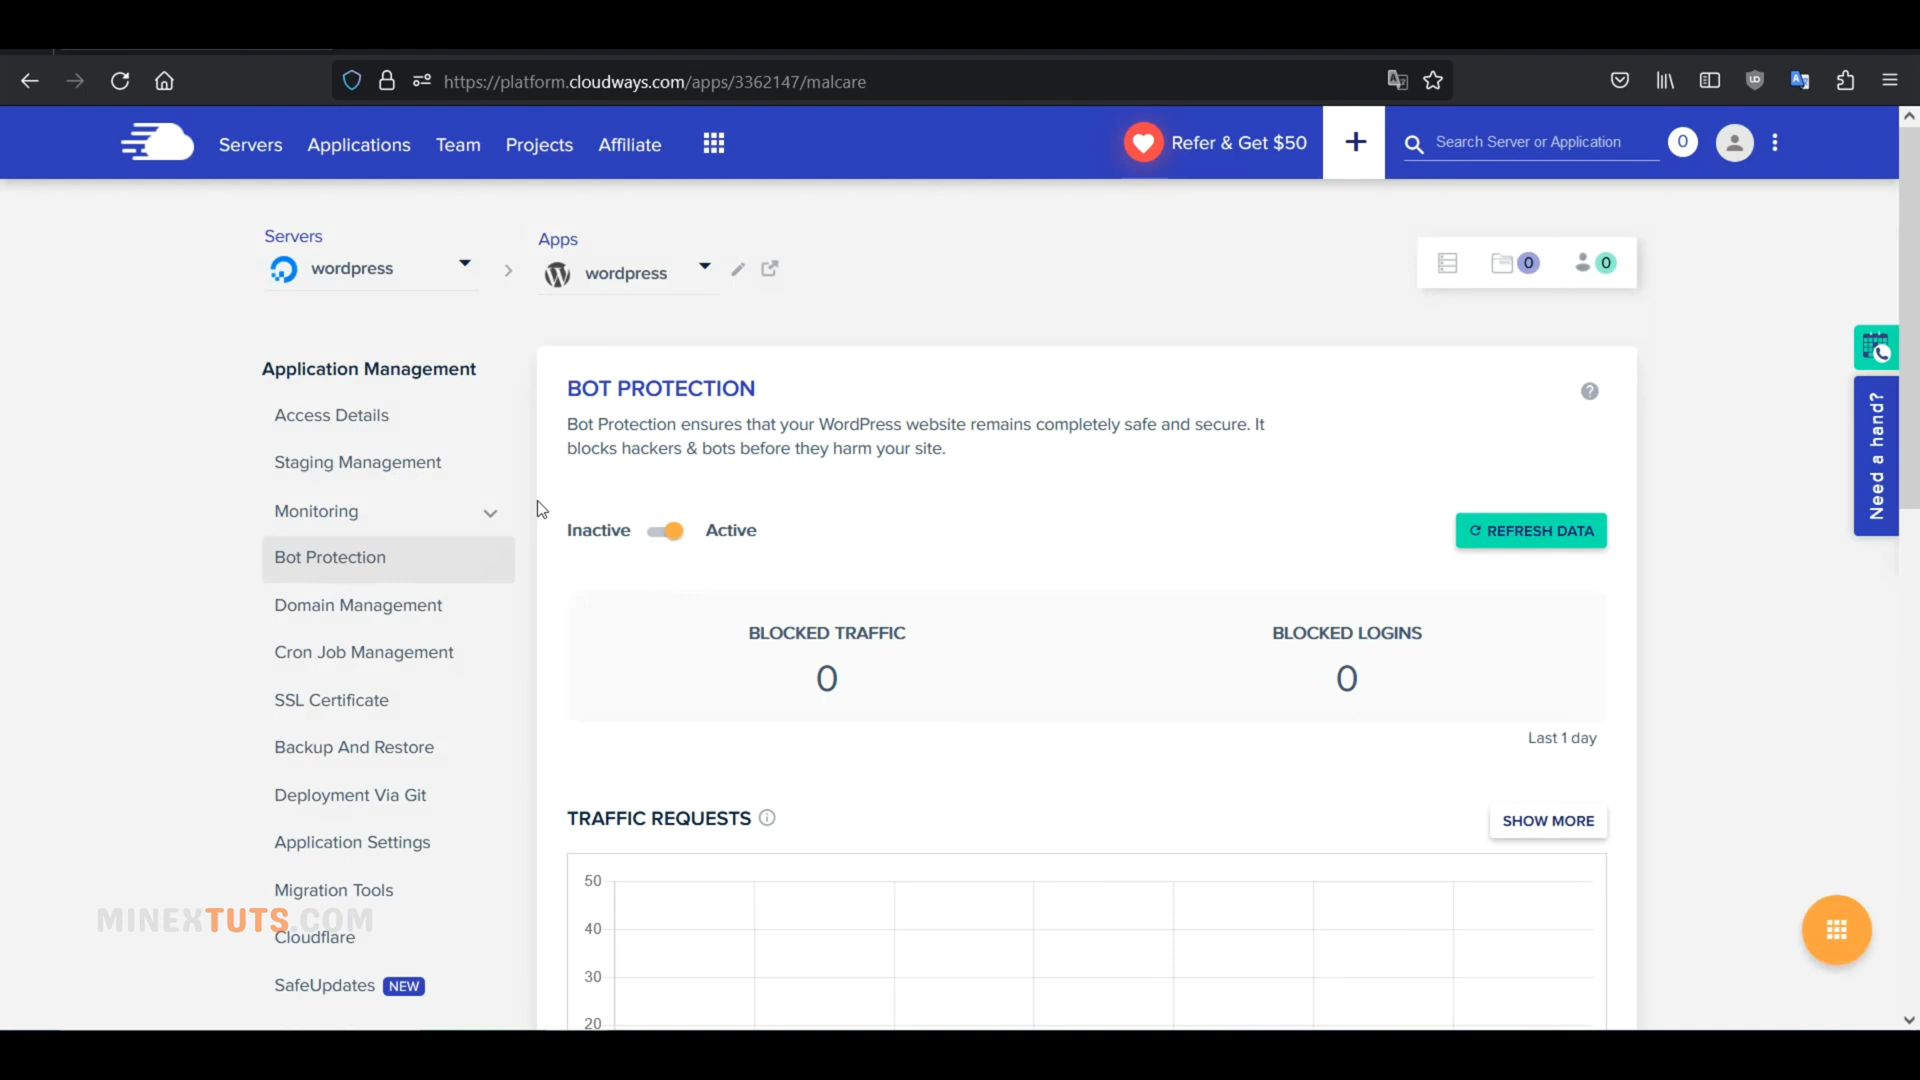 https://platform.cloudways.com/apps/3362147/malcare
Servers
Applications
Team
Projects
Affiliate
Refer & Get $50
+
Search Server or Application
0
Servers
wordpress
Apps
wordpress
0
0
Application Management
Access Details
Staging Management
Monitoring
Bot Protection
Domain Management
Cron Job Management
SSL Certificate
Backup And Restore
Deployment Via Git
Application Settings
Migration Tools
MINEXTUTS.COM
Cloudflare
SafeUpdates NEW
BOT PROTECTION
Bot Protection ensures that your WordPress website remains completely safe and secure. It
blocks hackers & bots before they harm your site.
Inactive
Active
REFRESH DATA
BLOCKED TRAFFIC
0
BLOCKED LOGINS
0
Last 1 day
TRAFFIC REQUESTS
SHOW MORE
50
40
30
20
Need a hand?